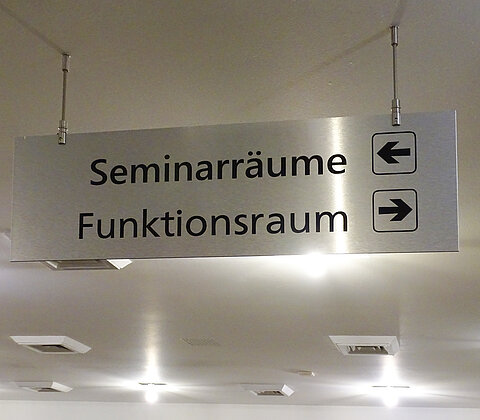 Seminarräume ←
Funktionsraum →